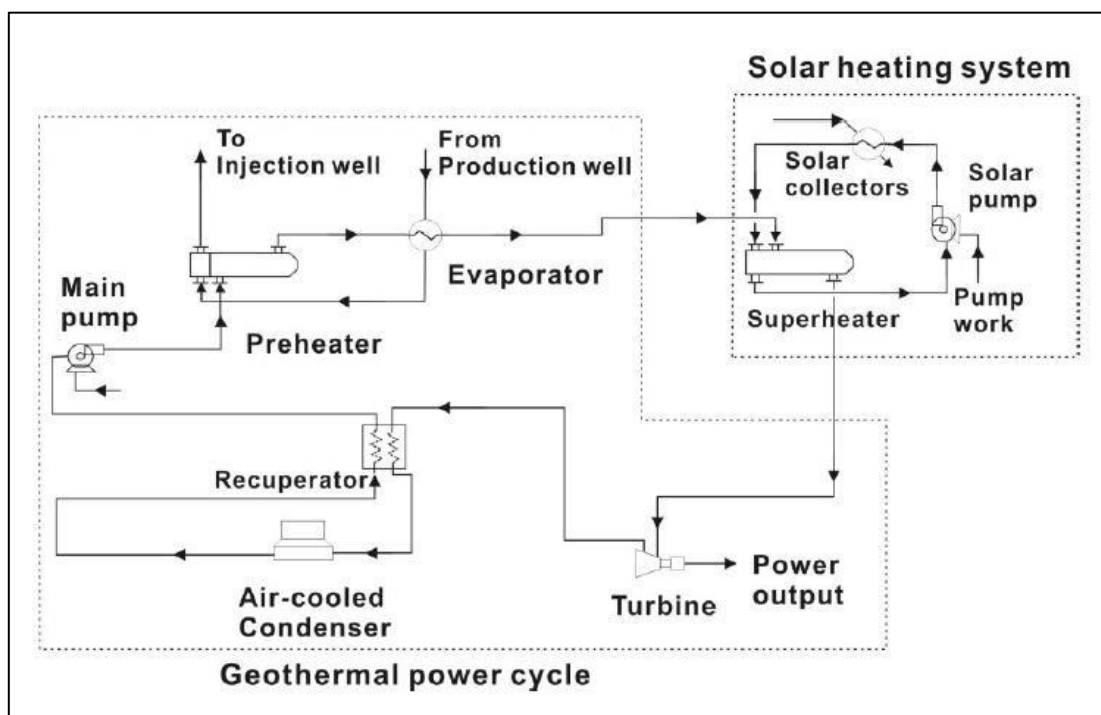 Solar heating system
To
Injection well
From
Production well
Solar
collectors
Solar
pump
Evaporator
Main
pump
Preheater
Superheater
Pump
work
Recuperator
Air-cooled
Condenser
Turbine
Power
output
Geothermal power cycle